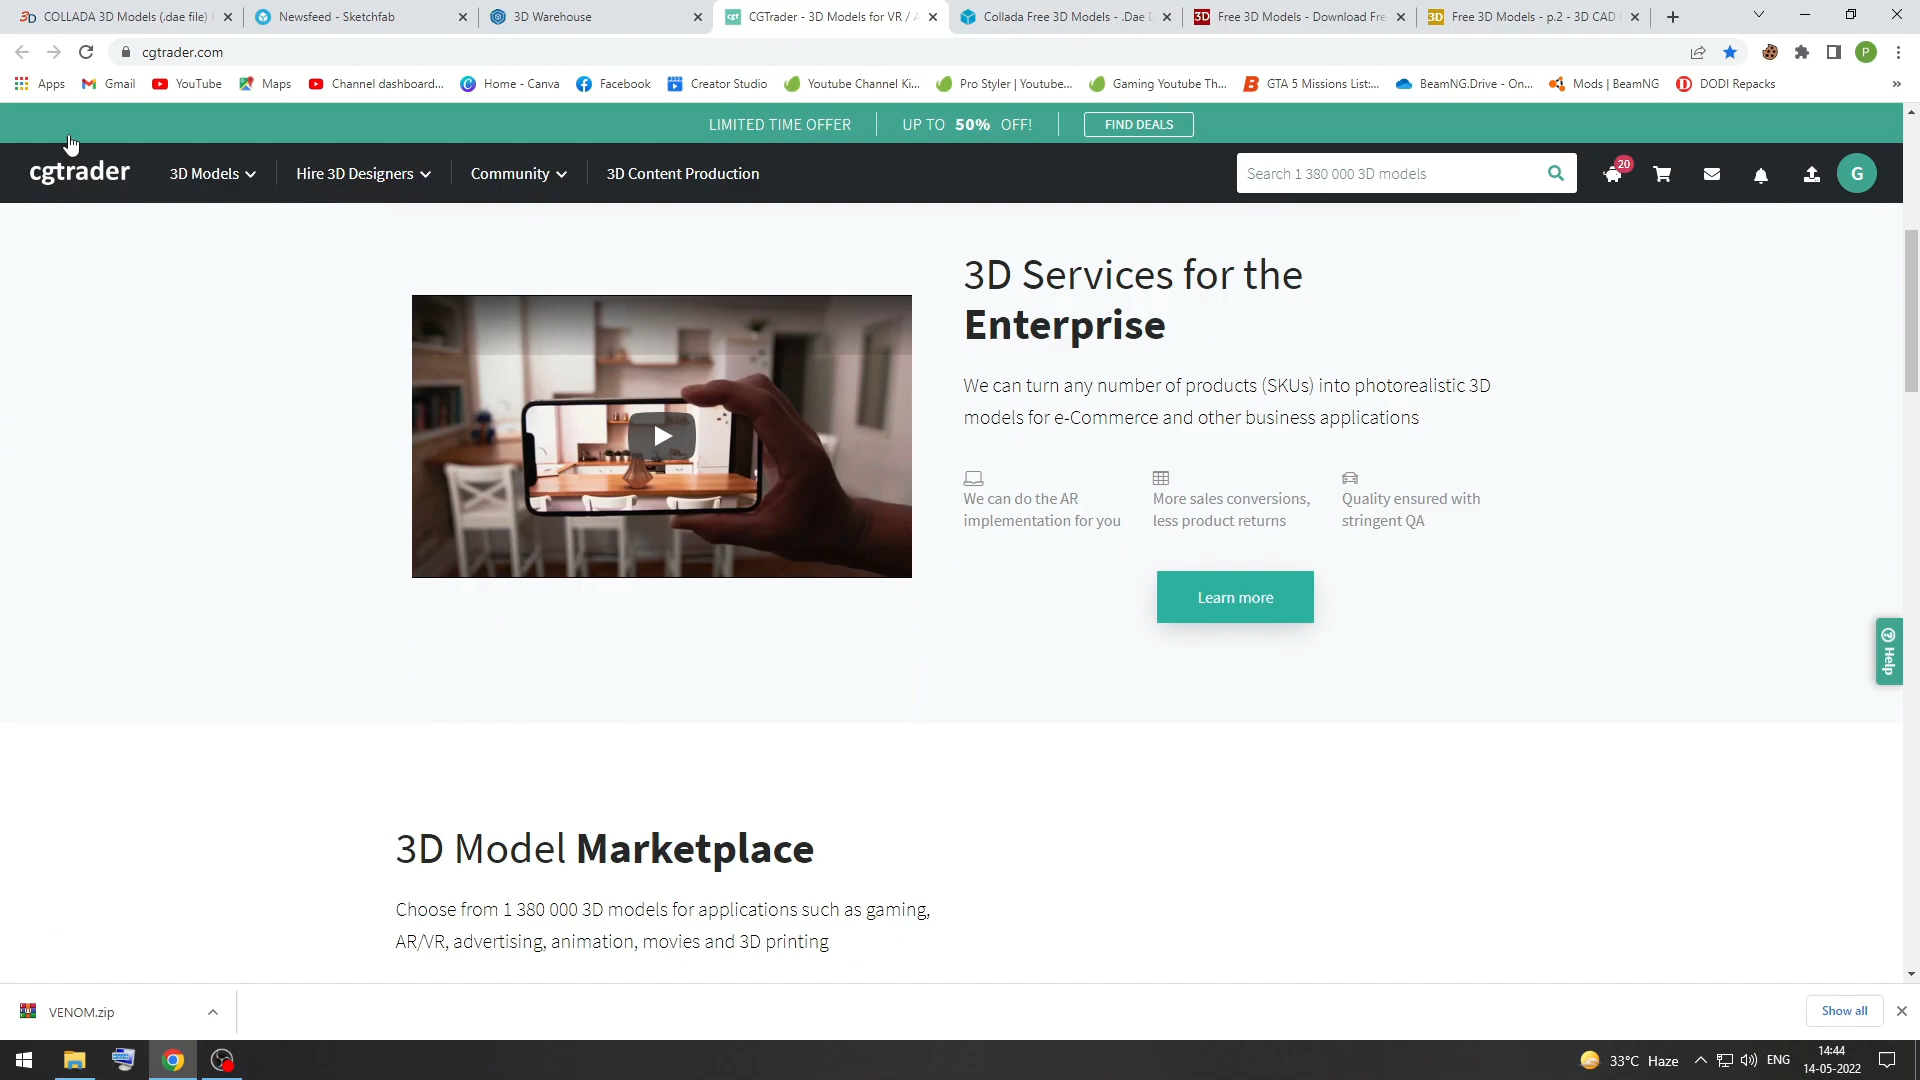 COLLADA 3D Models (.dae file)
Newsfeed - Sketchfab
3D Warehouse
CGTrader - 3D Models for VR / A
Collada Free 3D Models - .Dae D
Free 3D Models - Download Fre
Free 3D Models - p.2 - 3D CAD
cgtrader.com
P
Apps
Gmail
YouTube
Maps
Channel dashboard...
Home - Canva
Facebook
Creator Studio
Youtube Channel Ki...
Pro Styler | Youtube...
Gaming Youtube Th...
GTA 5 Missions List:...
BeamNG.Drive - On...
Mods | BeamNG
DODI Repacks
»
LIMITED TIME OFFER
UP TO 50% OFF!
FIND DEALS
cgtrader
3D Models
Hire 3D Designers
Community
3D Content Production
Search 1 380 000 3D models
20
G
3D Services for the
Enterprise
We can turn any number of products (SKUs) into photorealistic 3D
models for e-Commerce and other business applications
We can do the AR
implementation for you
More sales conversions,
less product returns
Quality ensured with
stringent QA
Learn more
Help
3D Model Marketplace
Choose from 1 380 000 3D models for applications such as gaming,
AR/VR, advertising, animation, movies and 3D printing
VENOM.zip
Show all
33°C Haze
ENG
14:44
14-05-2022